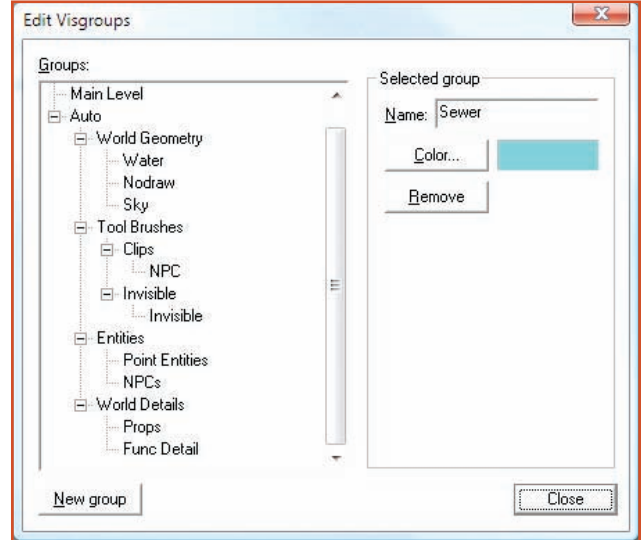 Edit Visgroups
X
Groups:
Main Level
Auto
World Geometry
Water
Nodraw
Sky
Tool Brushes
Clips
NPC
Invisible
Invisible
Entities
Point Entities
NPCs
World Details
Props
Func Detail
New group
Selected group
Name: Sewer
Color...
Remove
Close